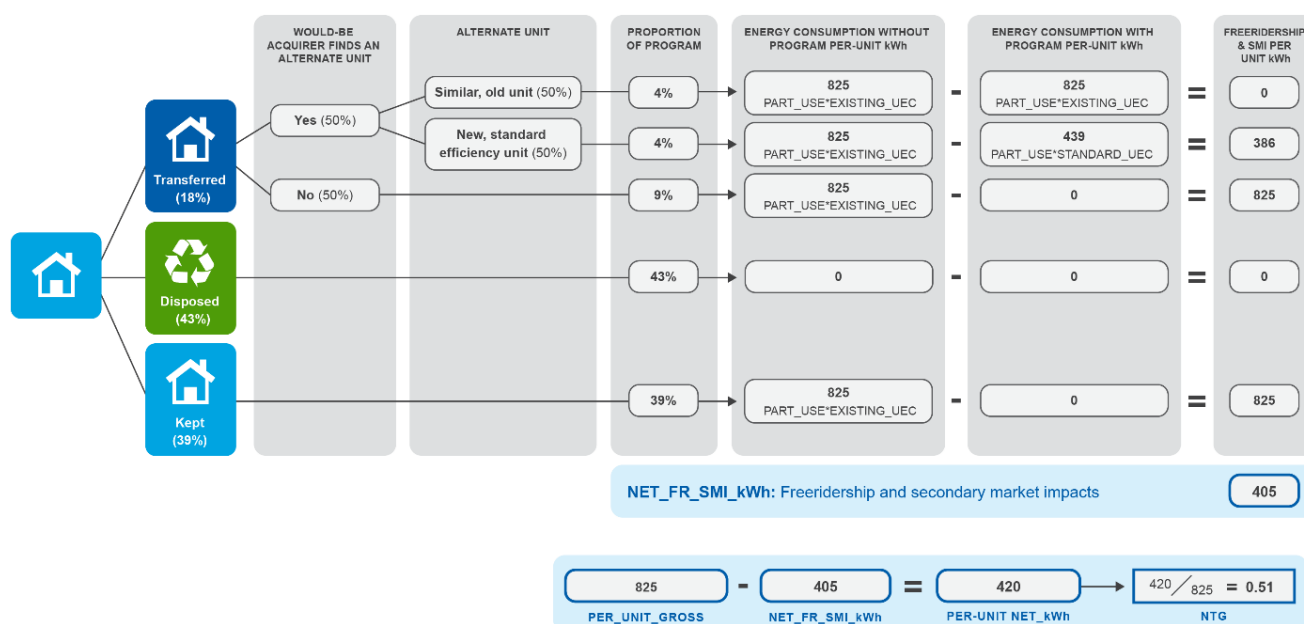 WOULD-BE
ACQUIRER FINDS AN
ALTERNATE UNIT
ALTERNATE UNIT
PROPORTION
OF PROGRAM
ENERGY CONSUMPTION WITHOUT
PROGRAM PER-UNIT kWh
ENERGY CONSUMPTION WITH
PROGRAM PER-UNIT kWh
FREERIDERSHIP
& SMI PER
UNIT kWh
Transferred
(18%)
Yes (50%)
Similar, old unit (50%)
4%
825
PART_USE*EXISTING_UEC
-
825
PART_USE*EXISTING_UEC
=
0
New, standard
efficiency unit (50%)
4%
825
PART_USE*EXISTING_UEC
-
439
PART_USE*STANDARD_UEC
=
386
No (50%)
9%
825
PART_USE*EXISTING_UEC
-
0
=
825
Disposed
(43%)
43%
0
-
0
=
0
Kept
(39%)
39%
825
PART_USE*EXISTING_UEC
-
0
=
825
NET_FR_SMI_kWh: Freeridership and secondary market impacts
405
825 - 405 = 420 420/825 = 0.51
PER_UNIT_GROSS NET_FR_SMI_kWh PER-UNIT NET_kWh NTG